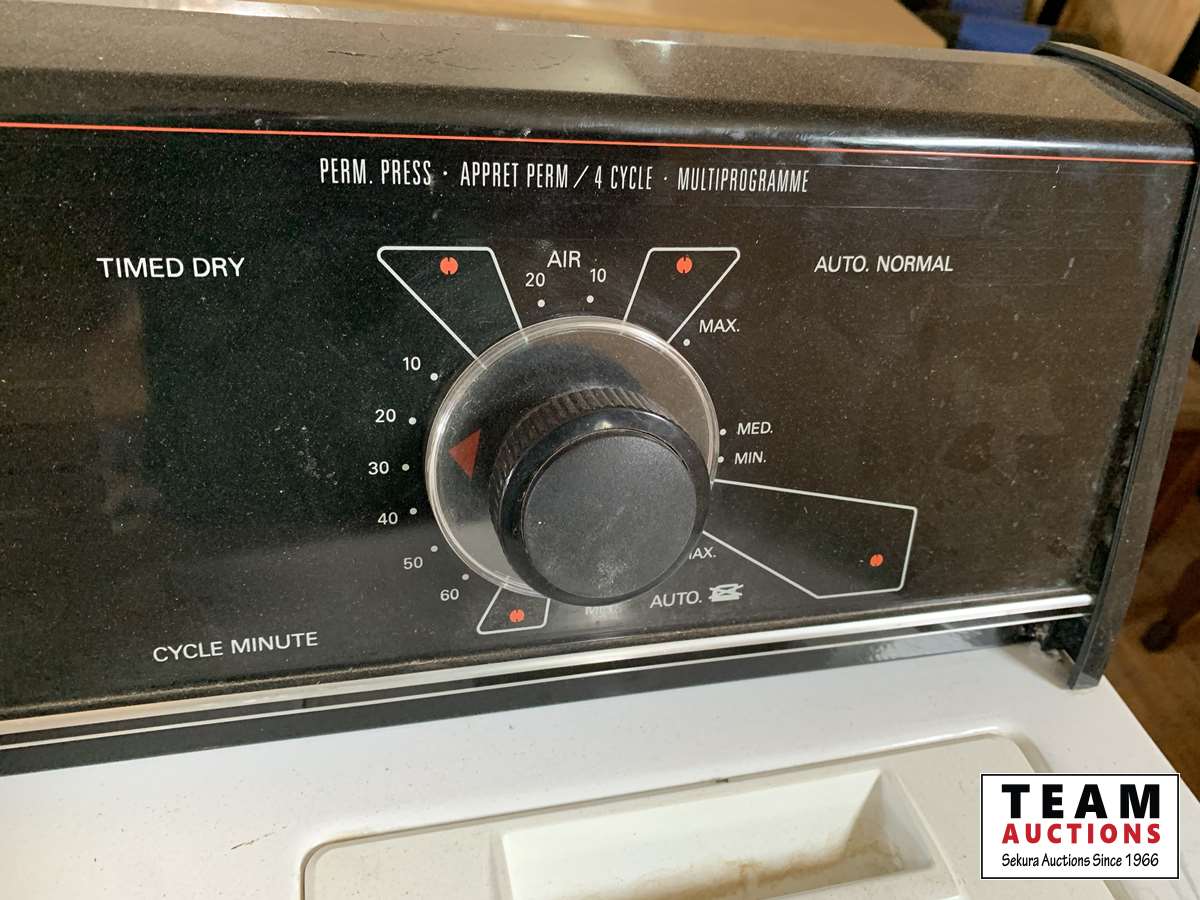 PERM. PRESS · APPRET PERM / 4 CYCLE · MULTIPROGRAMME
TIMED DRY
AIR
20
10
AUTO. NORMAL
MAX.
10
20
30
40
50
60
MED.
MIN.
AUTO.
CYCLE MINUTE
TEAM
AUCTIONS
Sekura Auctions Since 1966